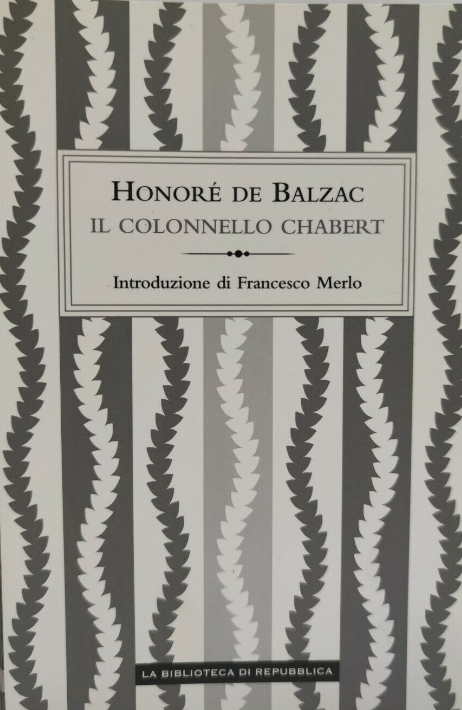 HONORÉ DE BALZAC
IL COLONNELLO CHABERT
Introduzione di Francesco Merlo
LA BIBLIOTECA DI REPUBBLICA